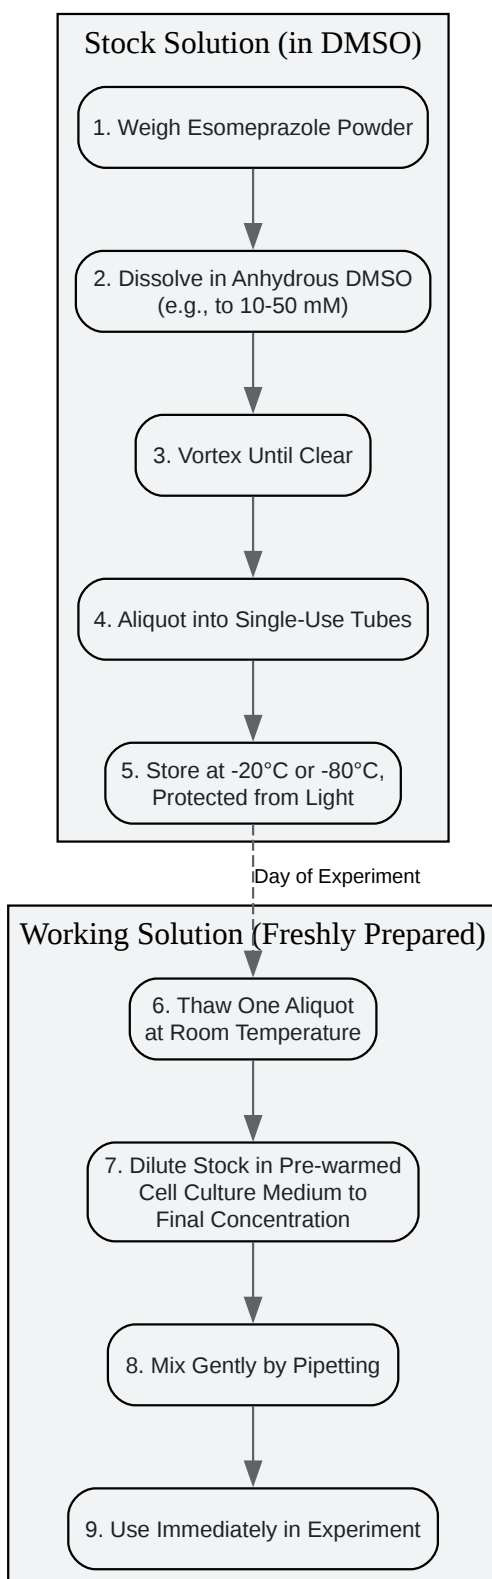 Stock Solution (in DMSO)
1. Weigh Esomeprazole Powder
2. Dissolve in Anhydrous DMSO
(e.g., to 10-50 mM)
3. Vortex Until Clear
4. Aliquot into Single-Use Tubes
5. Store at -20°C or -80°C,
Protected from Light
Day of Experiment
Working Solution (Freshly Prepared)
6. Thaw One Aliquot
at Room Temperature
7. Dilute Stock in Pre-warmed
Cell Culture Medium to
Final Concentration
8. Mix Gently by Pipetting
9. Use Immediately in Experiment